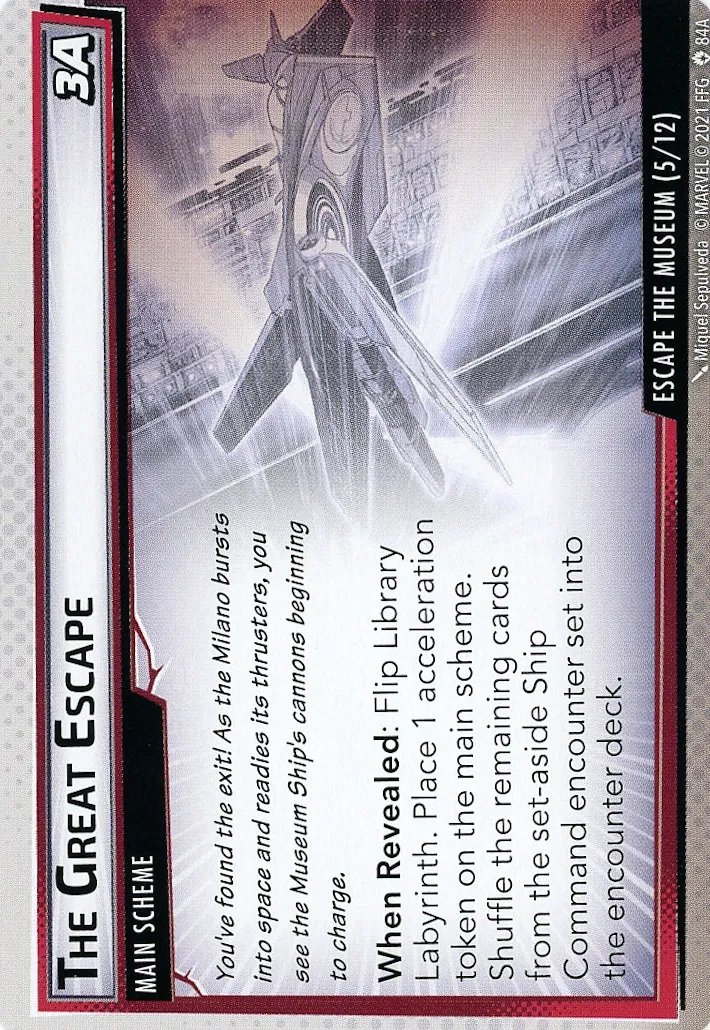 THE GREAT ESCAPE
3A
MAIN SCHEME
You've found the exit! As the Milano bursts
into space and readies its thrusters, you
see the Museum Ship's cannons beginning
to charge.
When Revealed: Flip Library
Labyrinth. Place 1 acceleration
token on the main scheme.
Shuffle the remaining cards
from the set-aside Ship
Command encounter set into
the encounter deck.
ESCAPE THE MUSEUM (5/12)
Miquel Sepulveda © MARVEL © 2021 FFG 84A